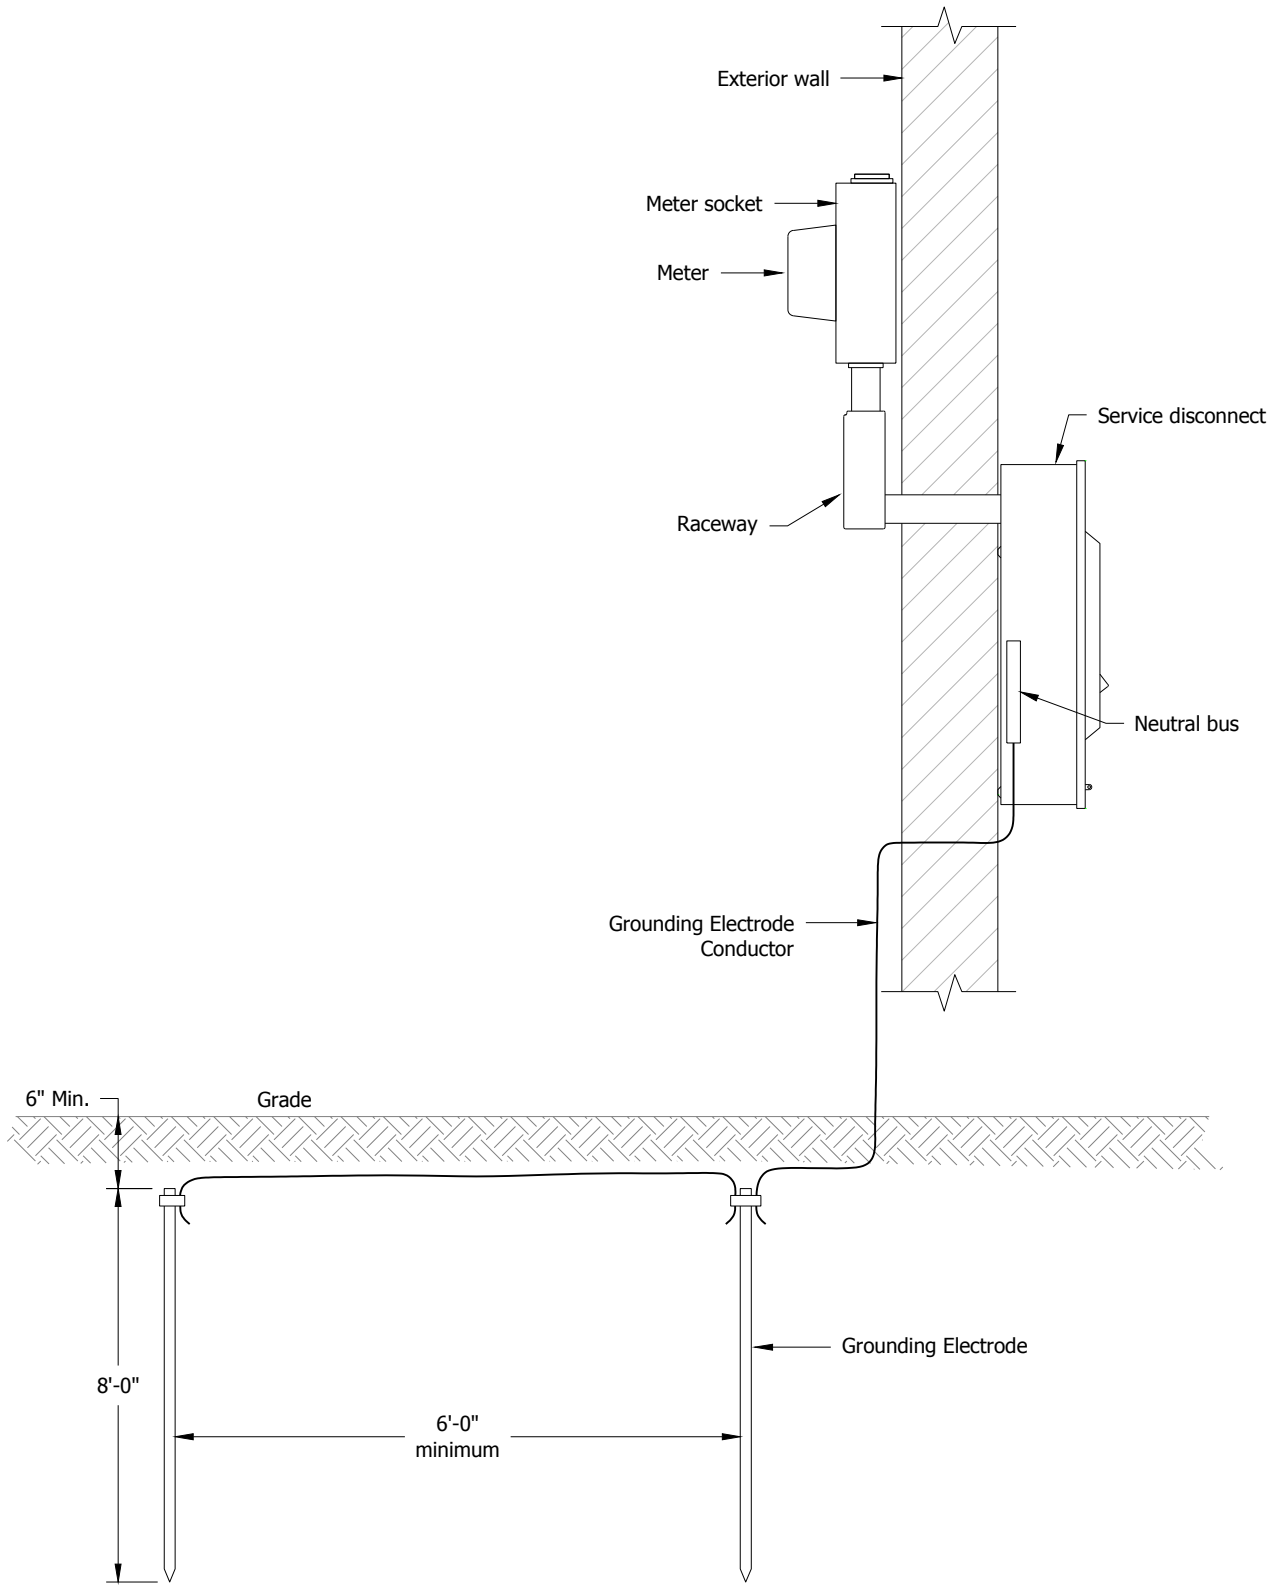 Exterior wall
Meter socket
Meter
Service disconnect
Raceway
Neutral bus
Grounding Electrode
Conductor
6" Min.
Grade
Grounding Electrode
8'-0"
6'-0"
minimum